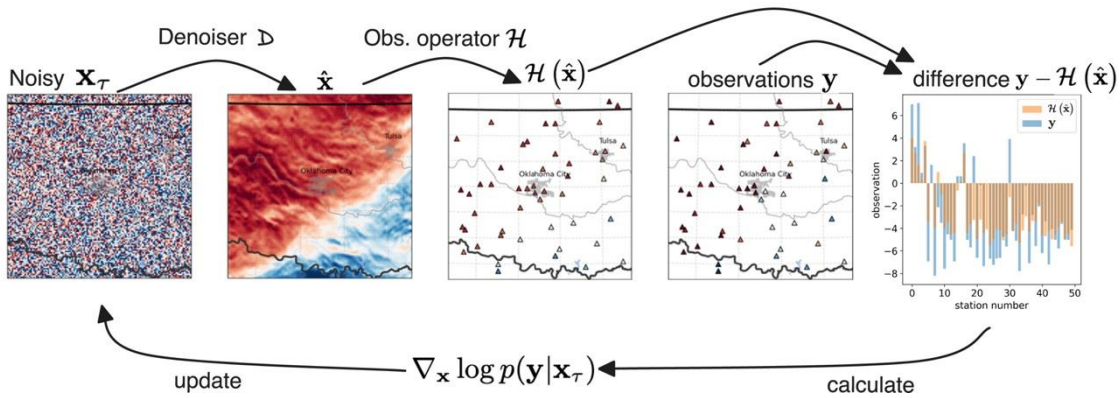 Denoiser D
Obs. operator ℋ
Noisy 𝐱_τ
𝐱̂
ℋ(𝐱̂)
observations 𝐲
difference 𝐲 − ℋ(𝐱̂)
Tulsa
Oklahoma City
Tulsa
Oklahoma City
Tulsa
Oklahoma City
ℋ(𝐱̂)
𝐲
observation
6
4
2
0
−2
−4
−6
−8
0 10 20 30 40 50
station number
∇_𝐱 log p(𝐲|𝐱_τ)
update
calculate